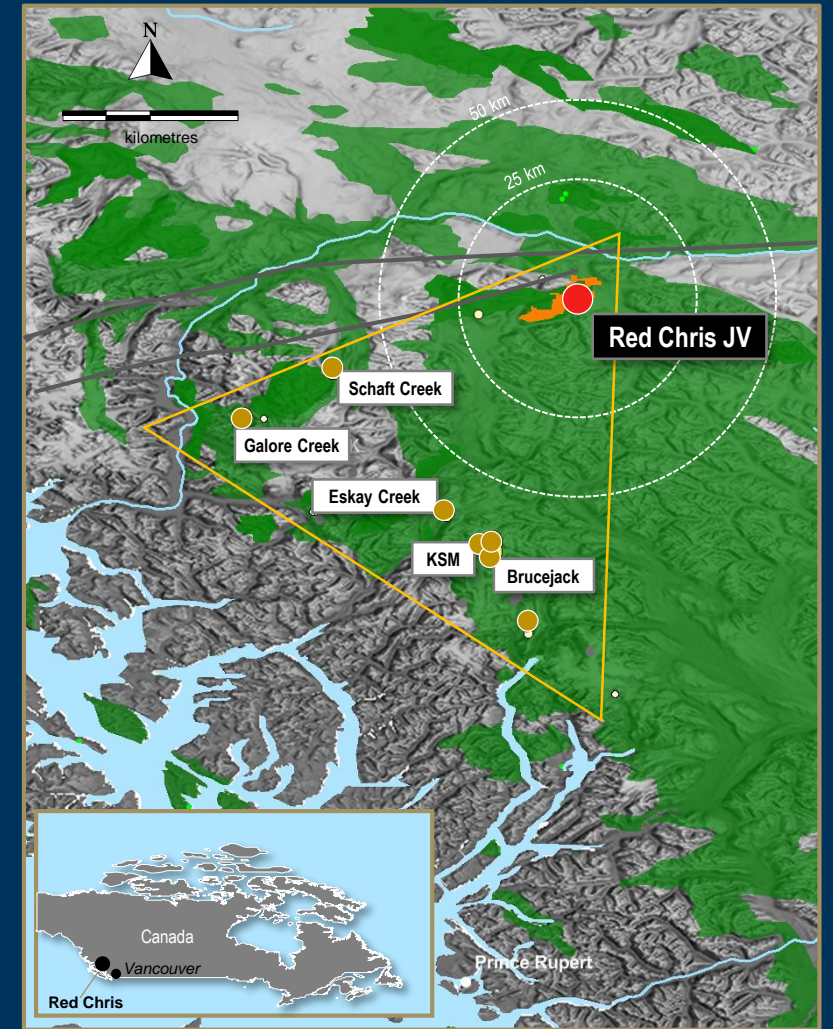 N
kilometres
50 km
25 km
Red Chris JV
Schaft Creek
Galore Creek
Eskay Creek
KSM
Brucejack
Canada
Vancouver
Red Chris
Prince Rupert